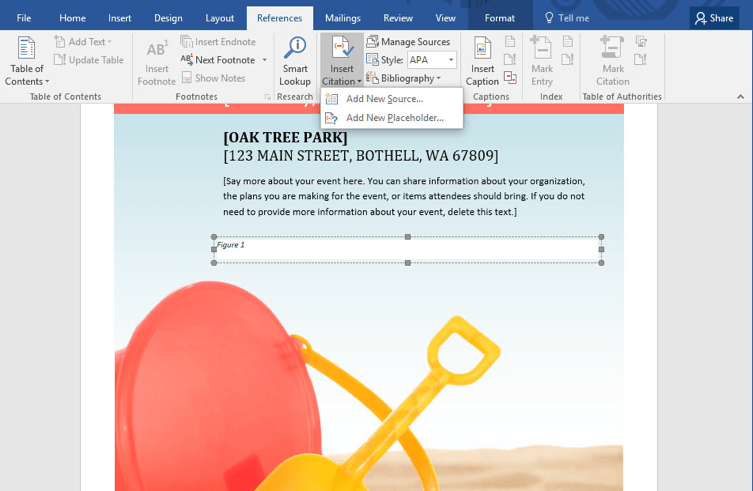 File Home Insert Design Layout References Mailings Review View Format Tell me Share
Table of Contents
Add Text
Update Table
Table of Contents
AB1
Insert Footnote
Insert Endnote
AB1 Next Footnote
Show Notes
Footnotes
Smart Lookup
Research
Insert Citation
Manage Sources
Style: APA
Bibliography
Add New Source...
Add New Placeholder...
Insert Caption
Captions
Mark Entry
Index
Mark Citation
Table of Authorities
[OAK TREE PARK]
[123 MAIN STREET, BOTHELL, WA 67809]
[Say more about your event here. You can share information about your organization,
the plans you are making for the event, or items attendees should bring. If you do not
need to provide more information about your event, delete this text.]
Figure 1